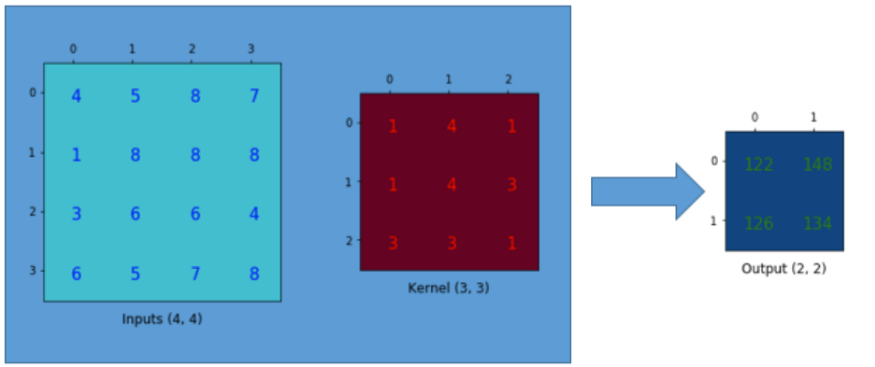 0 1 2 3
0 4 5 8 7
1 1 8 8 8
2 3 6 6 4
3 6 5 7 8
Inputs (4, 4)
0 1 2
0 1 4 1
1 1 4 3
2 3 3 1
Kernel (3, 3)
0 1
0 122 148
1 126 134
Output (2, 2)